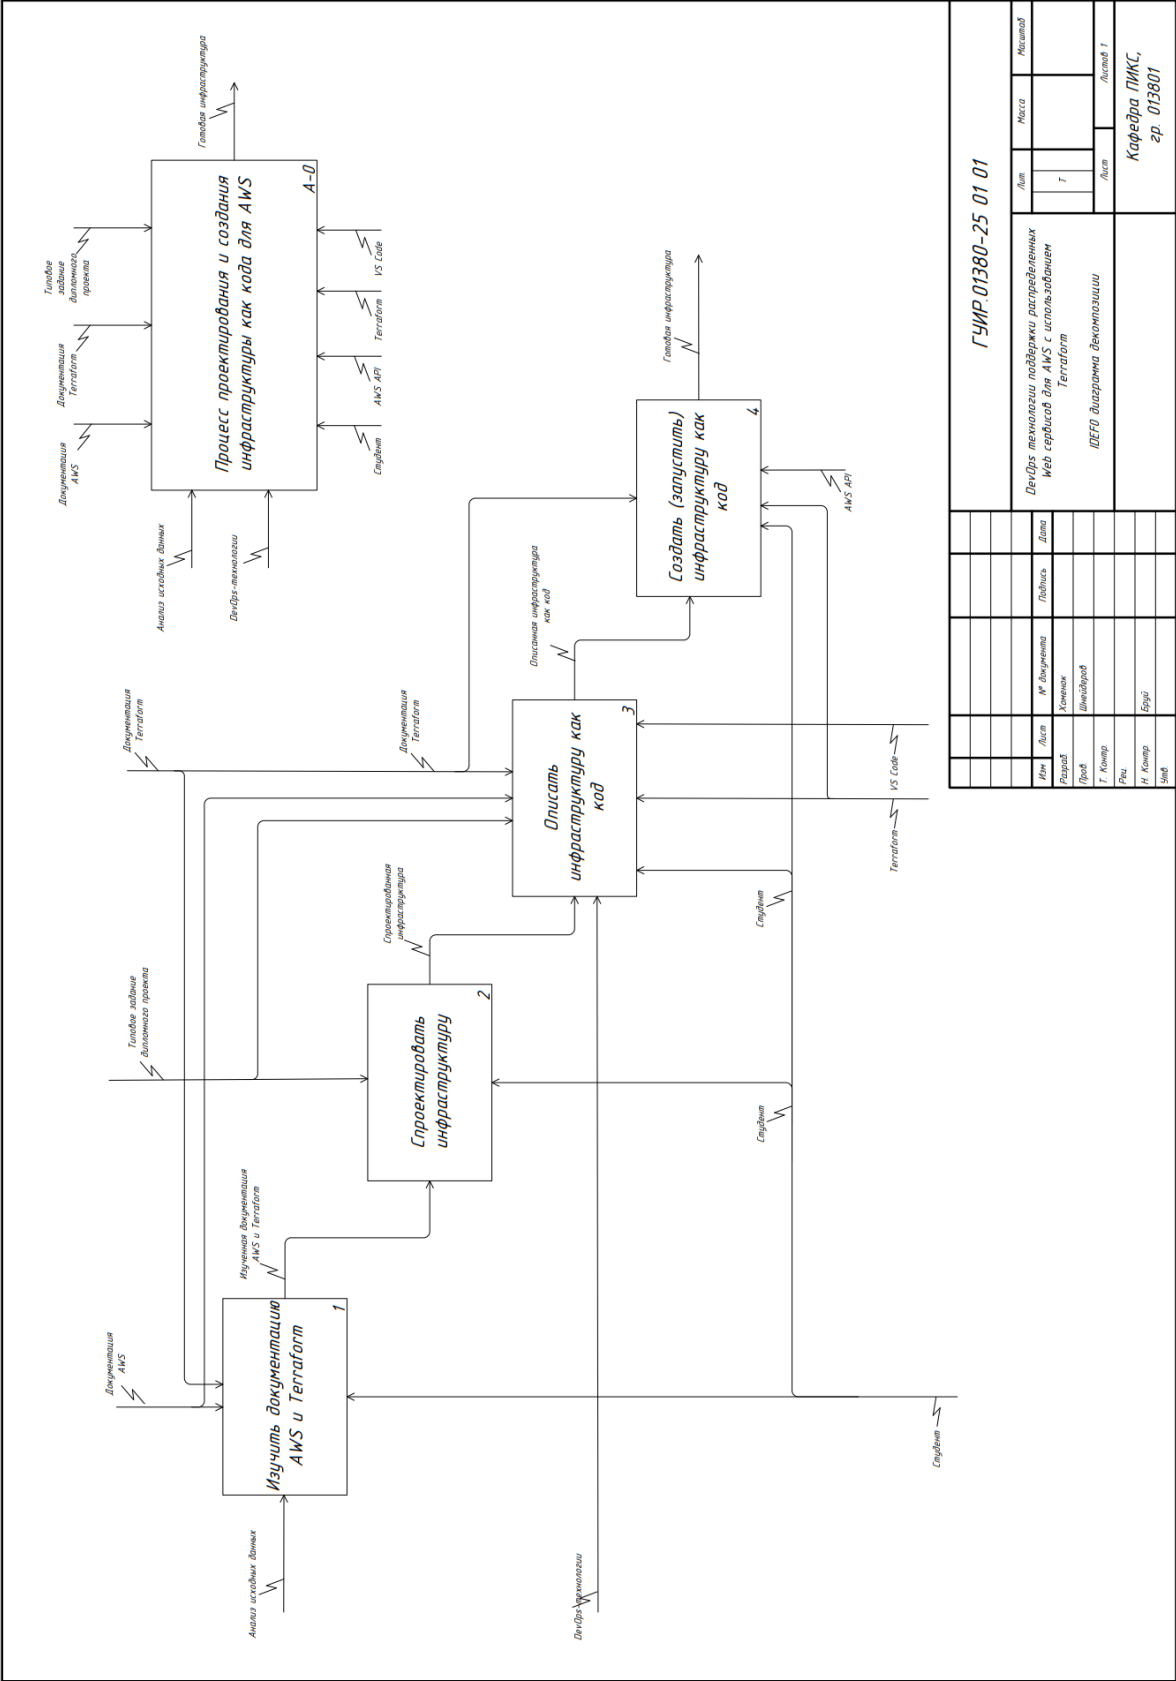 Типовое
задание
дипломного
проекта
Документация
Terraform
Документация
AWS
Анализ исходных данных
DevOps-технологии
Процесс проектирования и создания
инфраструктуры как кода для AWS
A-0
Готовая инфраструктура
Студент
AWS API
Terraform
VS Code
Документация
AWS
Типовое задание
дипломного проекта
Документация
Terraform
Анализ исходных данных
Изучить документацию
AWS и Terraform
1
Изученная документация
AWS и Terraform
Спроектировать
инфраструктуру
2
Спроектированная
инфраструктура
Документация
Terraform
Описать
инфраструктуру как
код
3
Описанная инфраструктура
как код
Создать (запустить)
инфраструктуру как
код
4
Готовая инфраструктура
DevOps-технологии
Студент
Студент
Студент
Terraform
VS Code
AWS API
ГУИР.01380-25 01 01
DevOps технологии поддержки распределенных
Web сервисов для AWS с использованием
Terraform
IDEF0 диаграмма декомпозиции
Лит.
Масса
Масштаб
Т
Лист
Листов 1
Кафедра ПИКС,
гр. 013801
Изм
Лист
№ документа
Подпись
Дата
Разраб.
Хоменок
Пров.
Шнейдеров
Т. Контр.
Рец.
Н. Контр.
Бруй
Утв.